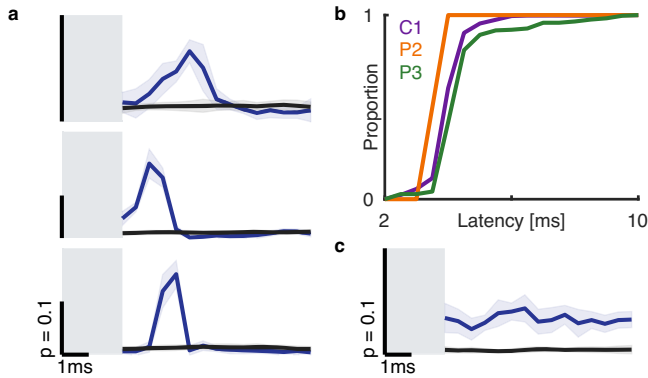 a
p = 0.1
1ms
b
1
C1
P2
P3
Proportion
0
2
Latency [ms]
10
c
p = 0.1
1ms